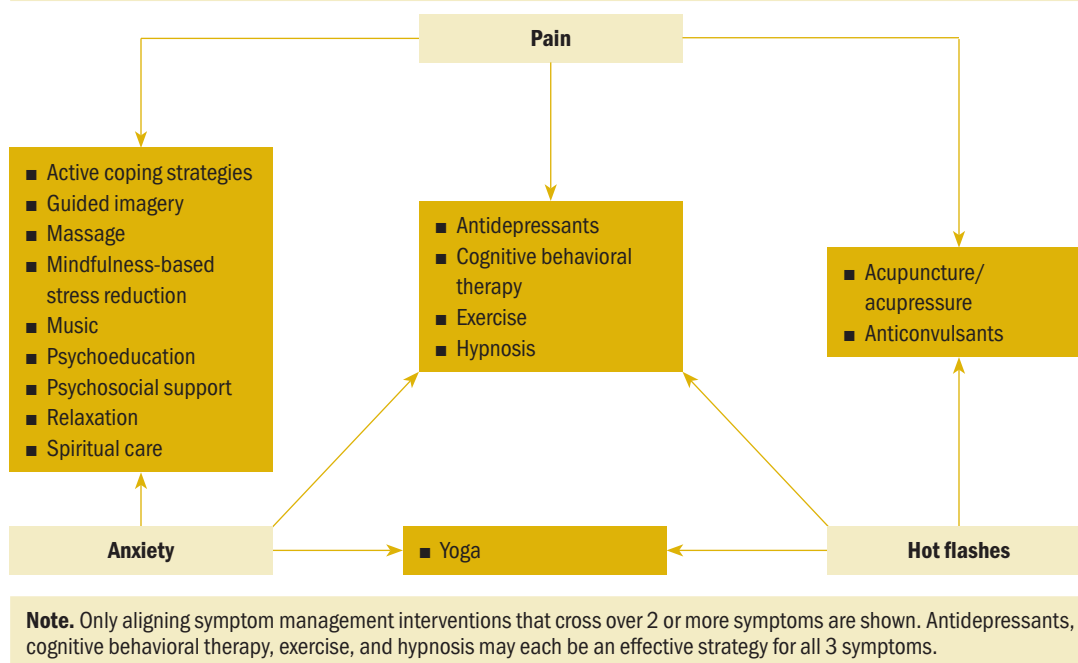 Pain
■ Active coping strategies
■ Guided imagery
■ Massage
■ Mindfulness-based
stress reduction
■ Music
■ Psychoeducation
■ Psychosocial support
■ Relaxation
■ Spiritual care
■ Antidepressants
■ Cognitive behavioral
therapy
■ Exercise
■ Hypnosis
■ Acupuncture/
acupressure
■ Anticonvulsants
Anxiety
■ Yoga
Hot flashes
Note. Only aligning symptom management interventions that cross over 2 or more symptoms are shown. Antidepressants,
cognitive behavioral therapy, exercise, and hypnosis may each be an effective strategy for all 3 symptoms.